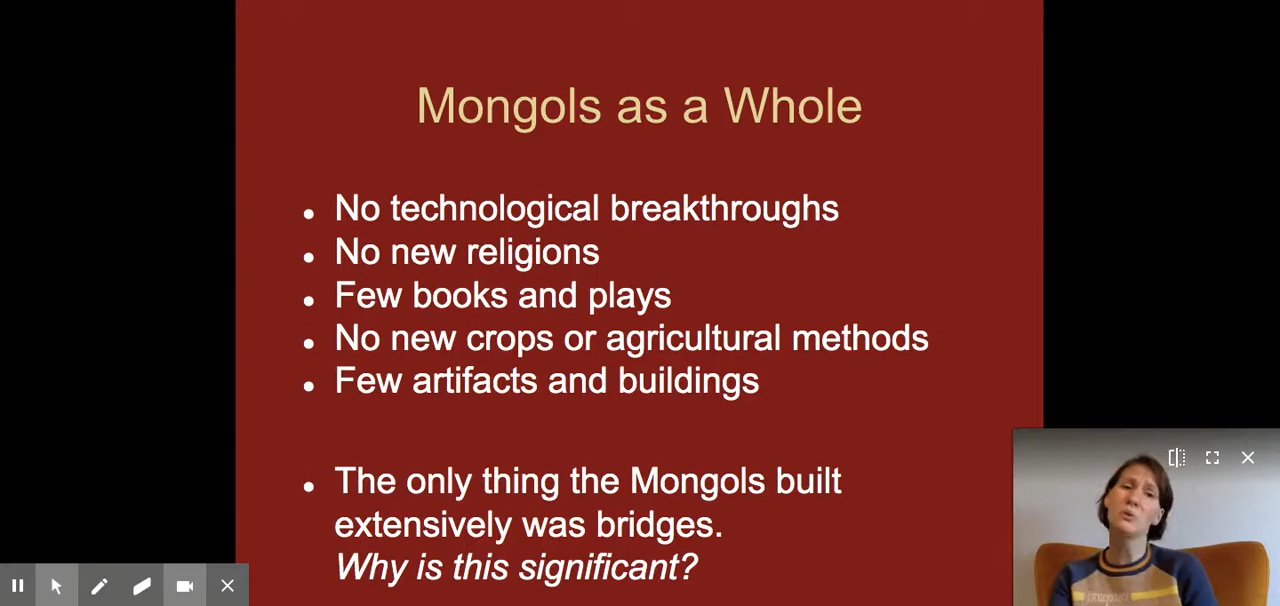 Mongols as a Whole
• No technological breakthroughs
• No new religions
• Few books and plays
• No new crops or agricultural methods
• Few artifacts and buildings
• The only thing the Mongols built
extensively was bridges.
Why is this significant?